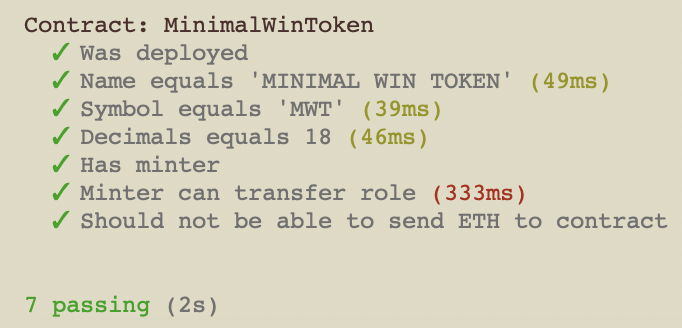 Contract: MinimalWinToken
✓ Was deployed
✓ Name equals 'MINIMAL WIN TOKEN' (49ms)
✓ Symbol equals 'MWT' (39ms)
✓ Decimals equals 18 (46ms)
✓ Has minter
✓ Minter can transfer role (333ms)
✓ Should not be able to send ETH to contract
7 passing (2s)